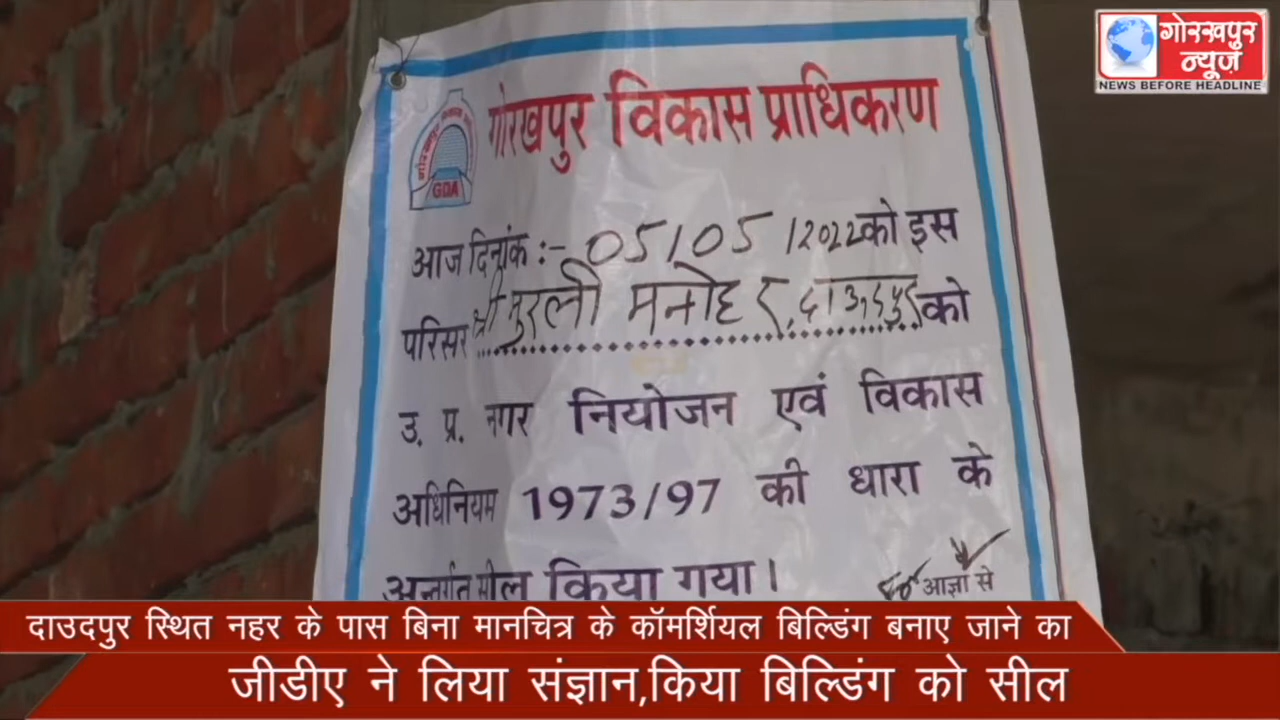 गोरखपुर न्यूज़
NEWS BEFORE HEADLINE
गोरखपुर विकास प्राधिकरण
GDA
आज दिनांक :- 05/05/2022 को इस
परिसर श्री मुरली मनोहर, दाऊदपुर को
उ. प्र. नगर नियोजन एवं विकास
अधिनियम 1973/97 की धारा के
अन्तर्गत सील किया गया।
आज्ञा से
दाउदपुर स्थित नहर के पास बिना मानचित्र के कॉमर्शियल बिल्डिंग बनाए जाने का
जीडीए ने लिया संज्ञान,किया बिल्डिंग को सील